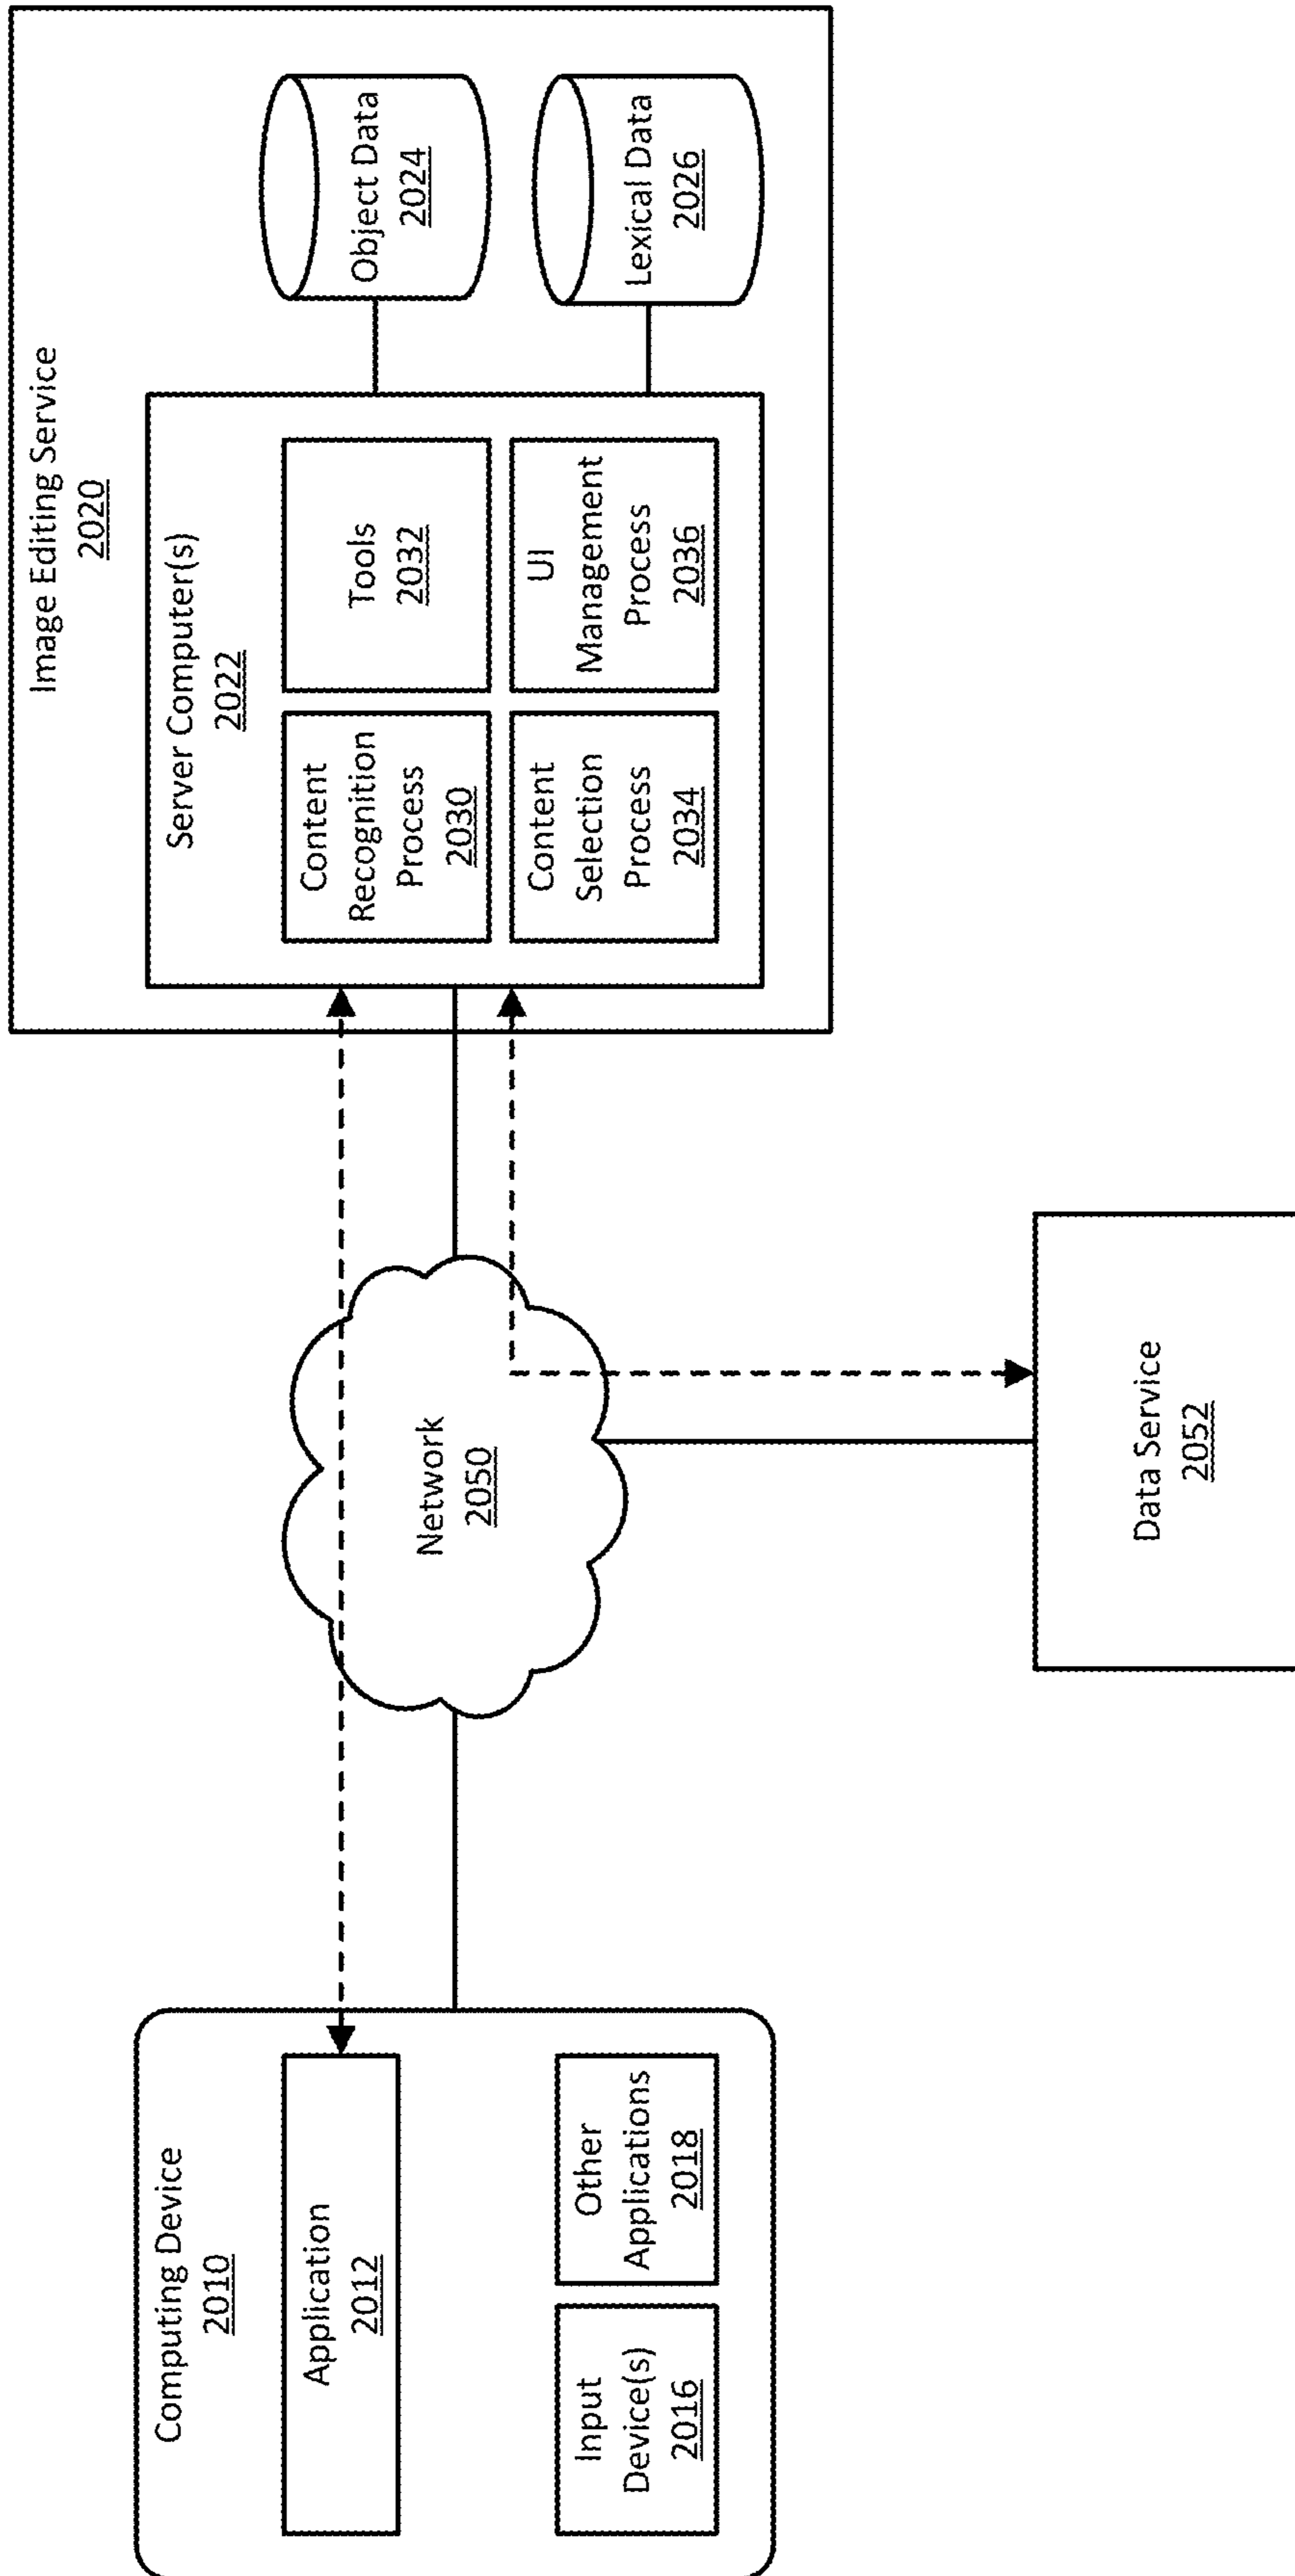 Computing Device
2010
Application
2012
Input
Device(s)
2016
Other
Applications
2018
Network
2050
Data Service
2052
Image Editing Service
2020
Server Computer(s)
2022
Content
Recognition
Process
2030
Tools
2032
Content
Selection
Process
2034
UI
Management
Process
2036
Object Data
2024
Lexical Data
2026